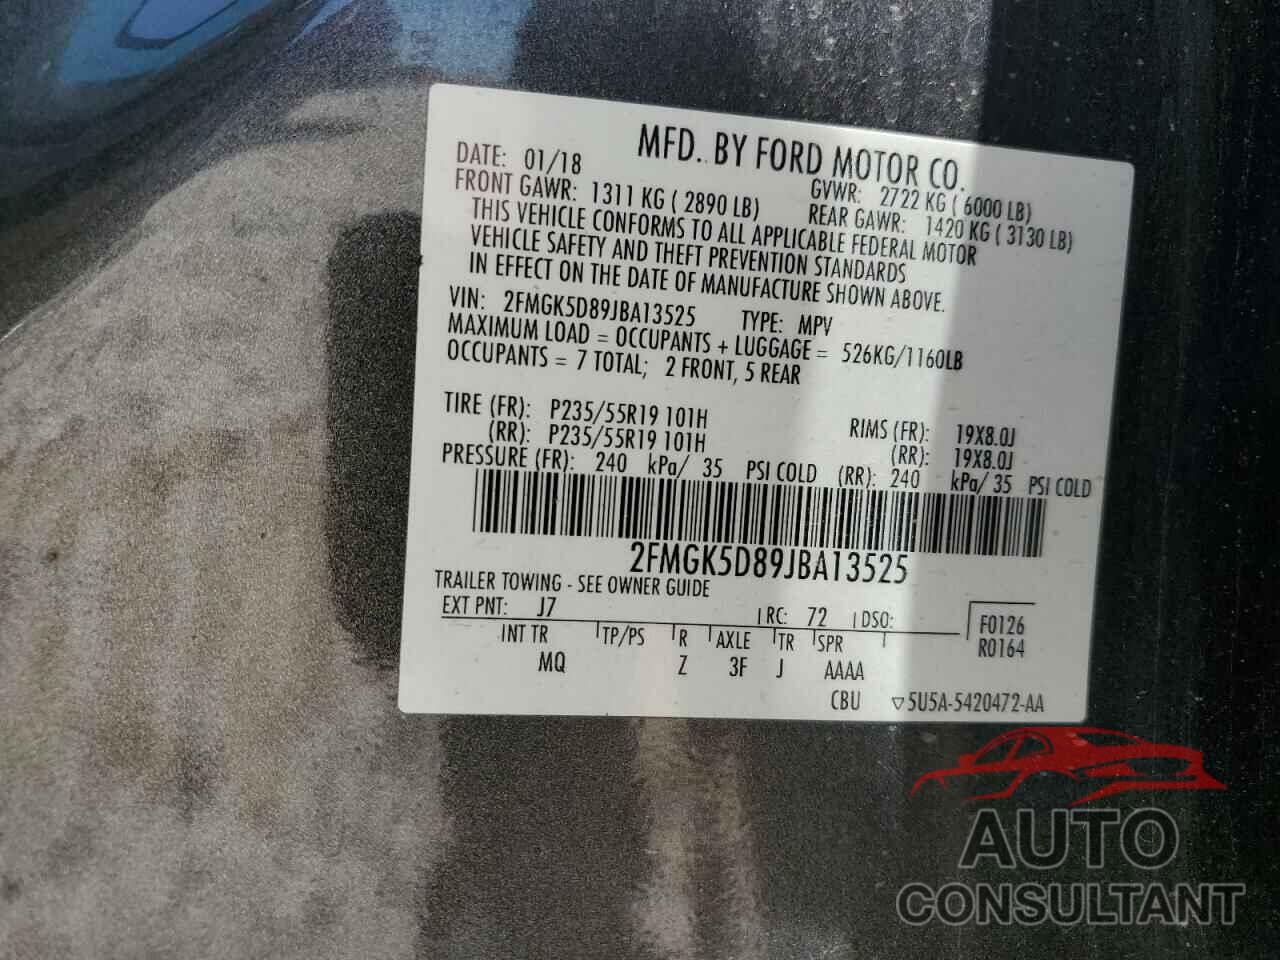 MFD. BY FORD MOTOR CO.
DATE: 01/18 GVWR: 2722 KG ( 6000 LB)
FRONT GAWR: 1311 KG ( 2890 LB) REAR GAWR: 1420 KG ( 3130 LB)
THIS VEHICLE CONFORMS TO ALL APPLICABLE FEDERAL MOTOR
VEHICLE SAFETY AND THEFT PREVENTION STANDARDS
IN EFFECT ON THE DATE OF MANUFACTURE SHOWN ABOVE.
VIN: 2FMGK5D89JBA13525 TYPE: MPV
MAXIMUM LOAD = OCCUPANTS + LUGGAGE = 526KG/1160LB
OCCUPANTS = 7 TOTAL; 2 FRONT, 5 REAR
TIRE (FR): P235/55R19 101H RIMS (FR): 19X8.0J
(RR): P235/55R19 101H (RR): 19X8.0J
PRESSURE (FR): 240 kPa/ 35 PSI COLD (RR): 240 kPa/ 35 PSI COLD
2FMGK5D89JBA13525
TRAILER TOWING - SEE OWNER GUIDE
EXT PNT: J7 RC: 72 DSO: F0126
INT TR TP/PS R AXLE TR SPR R0164
MQ Z 3F J AAAA
CBU ▽5U5A-5420472-AA
AUTO
CONSULTANT